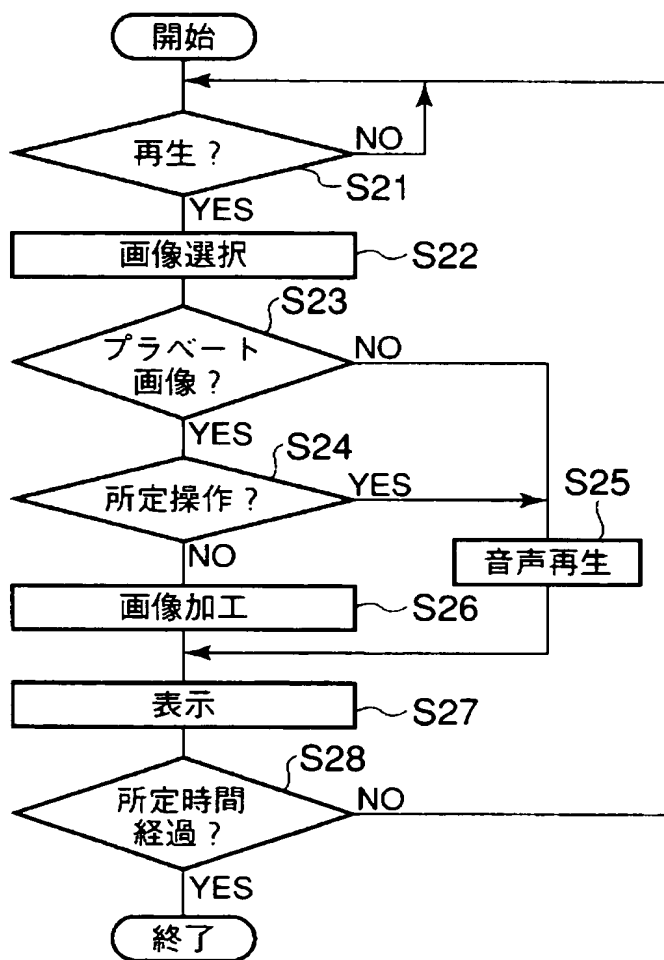 開始
再生？
NO
S21
YES
画像選択
S22
S23
プラベート
画像？
NO
YES
S24
所定操作？
YES
S25
NO
音声再生
画像加工
S26
表示
S27
S28
所定時間
経過？
NO
YES
終了